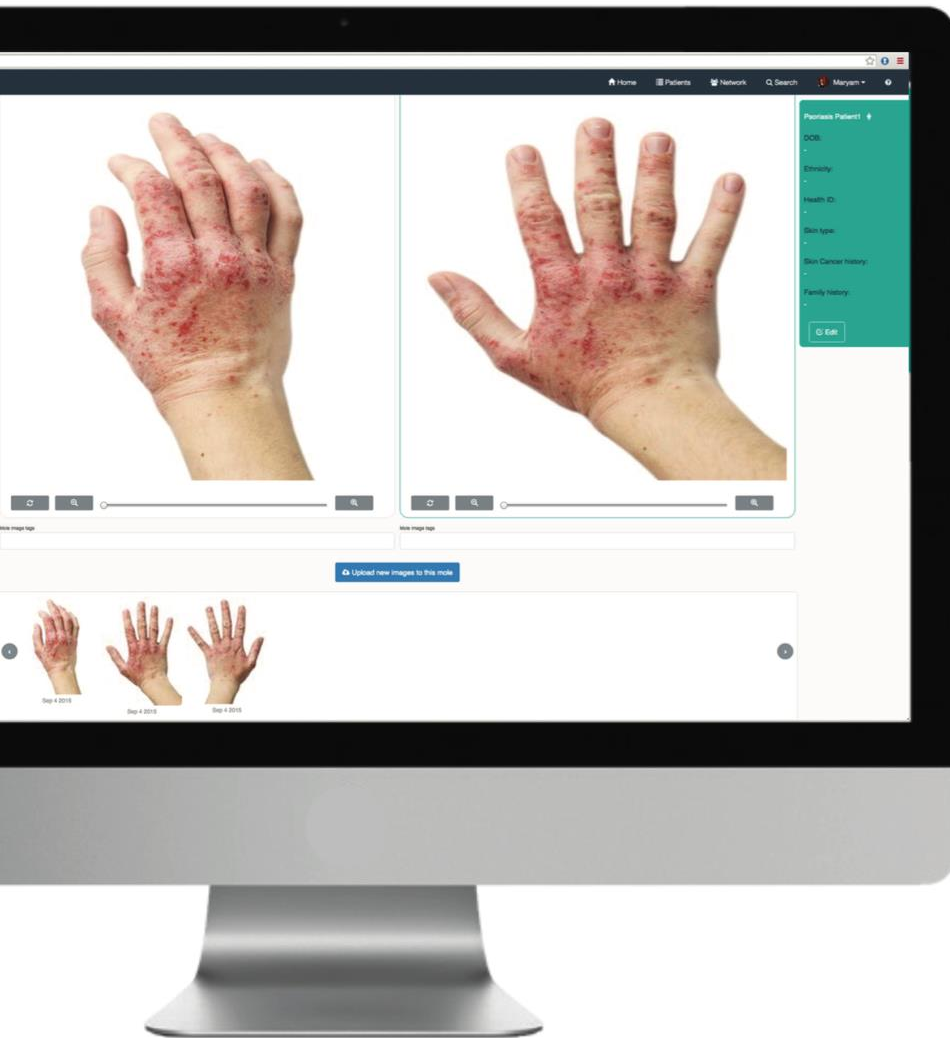 Home Patients Network Search Maryam
Psoriasis Patient1
DOB:
-
Ethnicity:
-
Health ID:
-
Skin type:
-
Skin Cancer history:
-
Family history:
-
Edit
Mole image tags Mole image tags
Upload new images to this mole
Sep 4 2015
Sep 4 2015
Sep 4 2015